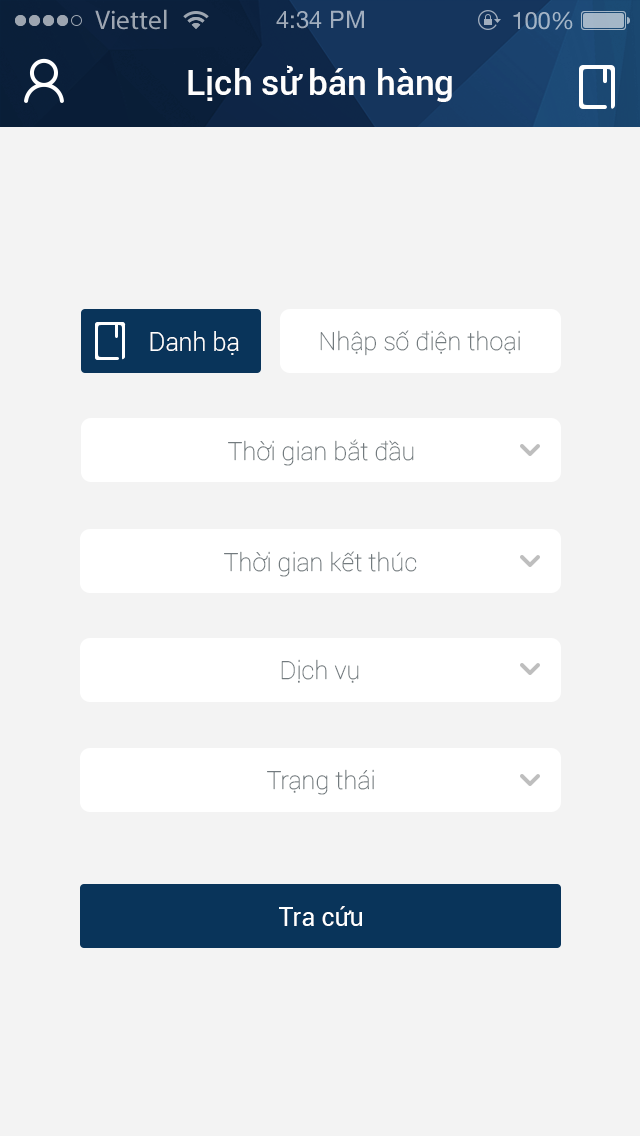 Viettel 4:34 PM 100%
Lịch sử bán hàng
Danh bạ Nhập số điện thoại
Thời gian bắt đầu
Thời gian kết thúc
Dịch vụ
Trạng thái
Tra cứu